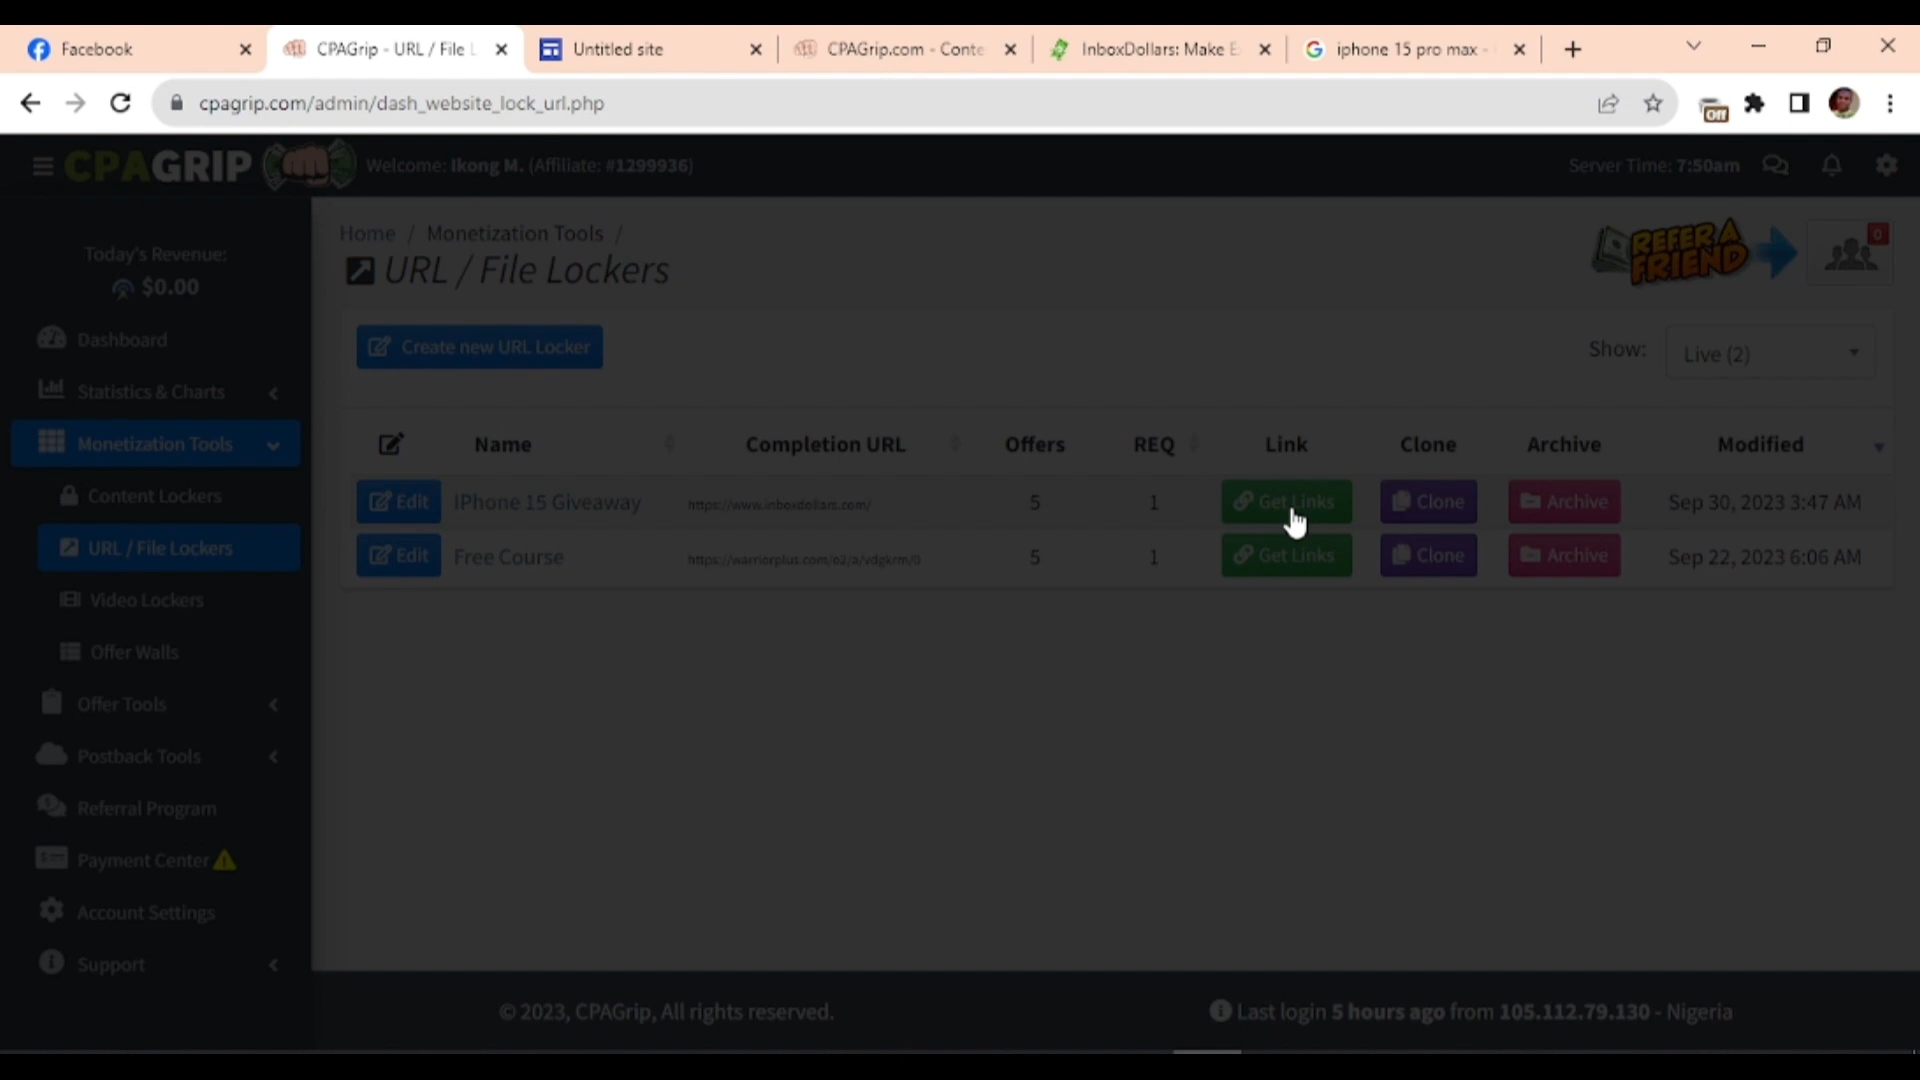 Facebook
CPAGrip - URL / File L
Untitled site
CPAGrip.com - Conte
InboxDollars: Make E
iphone 15 pro max -
cpagrip.com/admin/dash_website_lock_url.php
Off
CPAGRIP
Welcome: Ikong M. (Affiliate: #1299936)
Server Time: 7:50am
Today's Revenue:
$0.00
Dashboard
Statistics & Charts
Monetization Tools
Content Lockers
URL / File Lockers
Video Lockers
Offer Walls
Offer Tools
Postback Tools
Referral Program
Payment Center
Account Settings
Support
Home / Monetization Tools /
URL / File Lockers
REFER A
FRIEND
0
Create new URL Locker
Show:
Live (2)
Name Completion URL Offers REQ Link Clone Archive Modified
Edit IPhone 15 Giveaway https://www.inboxdollars.com/ 5 1 Get Links Clone Archive Sep 30, 2023 3:47 AM
Edit Free Course https://warriorplus.com/o2/a/vdgkrm/0 5 1 Get Links Clone Archive Sep 22, 2023 6:06 AM
© 2023, CPAGrip, All rights reserved.
Last login 5 hours ago from 105.112.79.130 - Nigeria